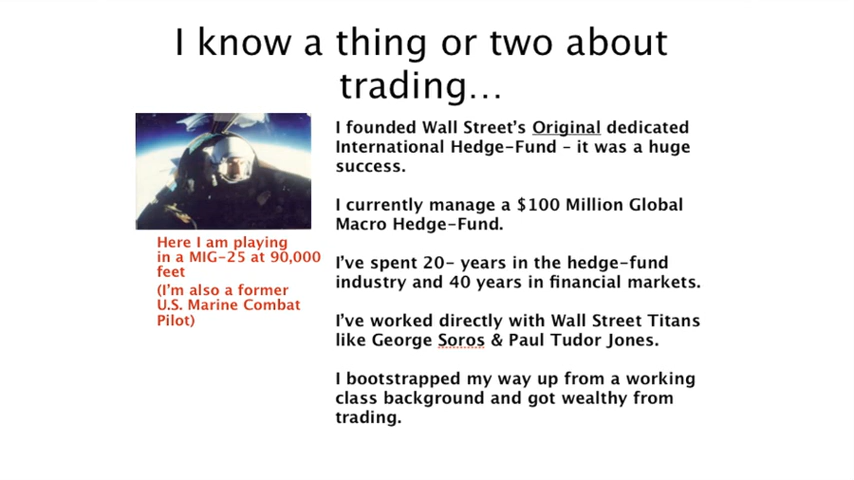 I know a thing or two about
trading...
Here I am playing
in a MIG-25 at 90,000
feet
(I'm also a former
U.S. Marine Combat
Pilot)
I founded Wall Street's Original dedicated
International Hedge-Fund – it was a huge
success.
I currently manage a $100 Million Global
Macro Hedge-Fund.
I've spent 20- years in the hedge-fund
industry and 40 years in financial markets.
I've worked directly with Wall Street Titans
like George Soros & Paul Tudor Jones.
I bootstrapped my way up from a working
class background and got wealthy from
trading.